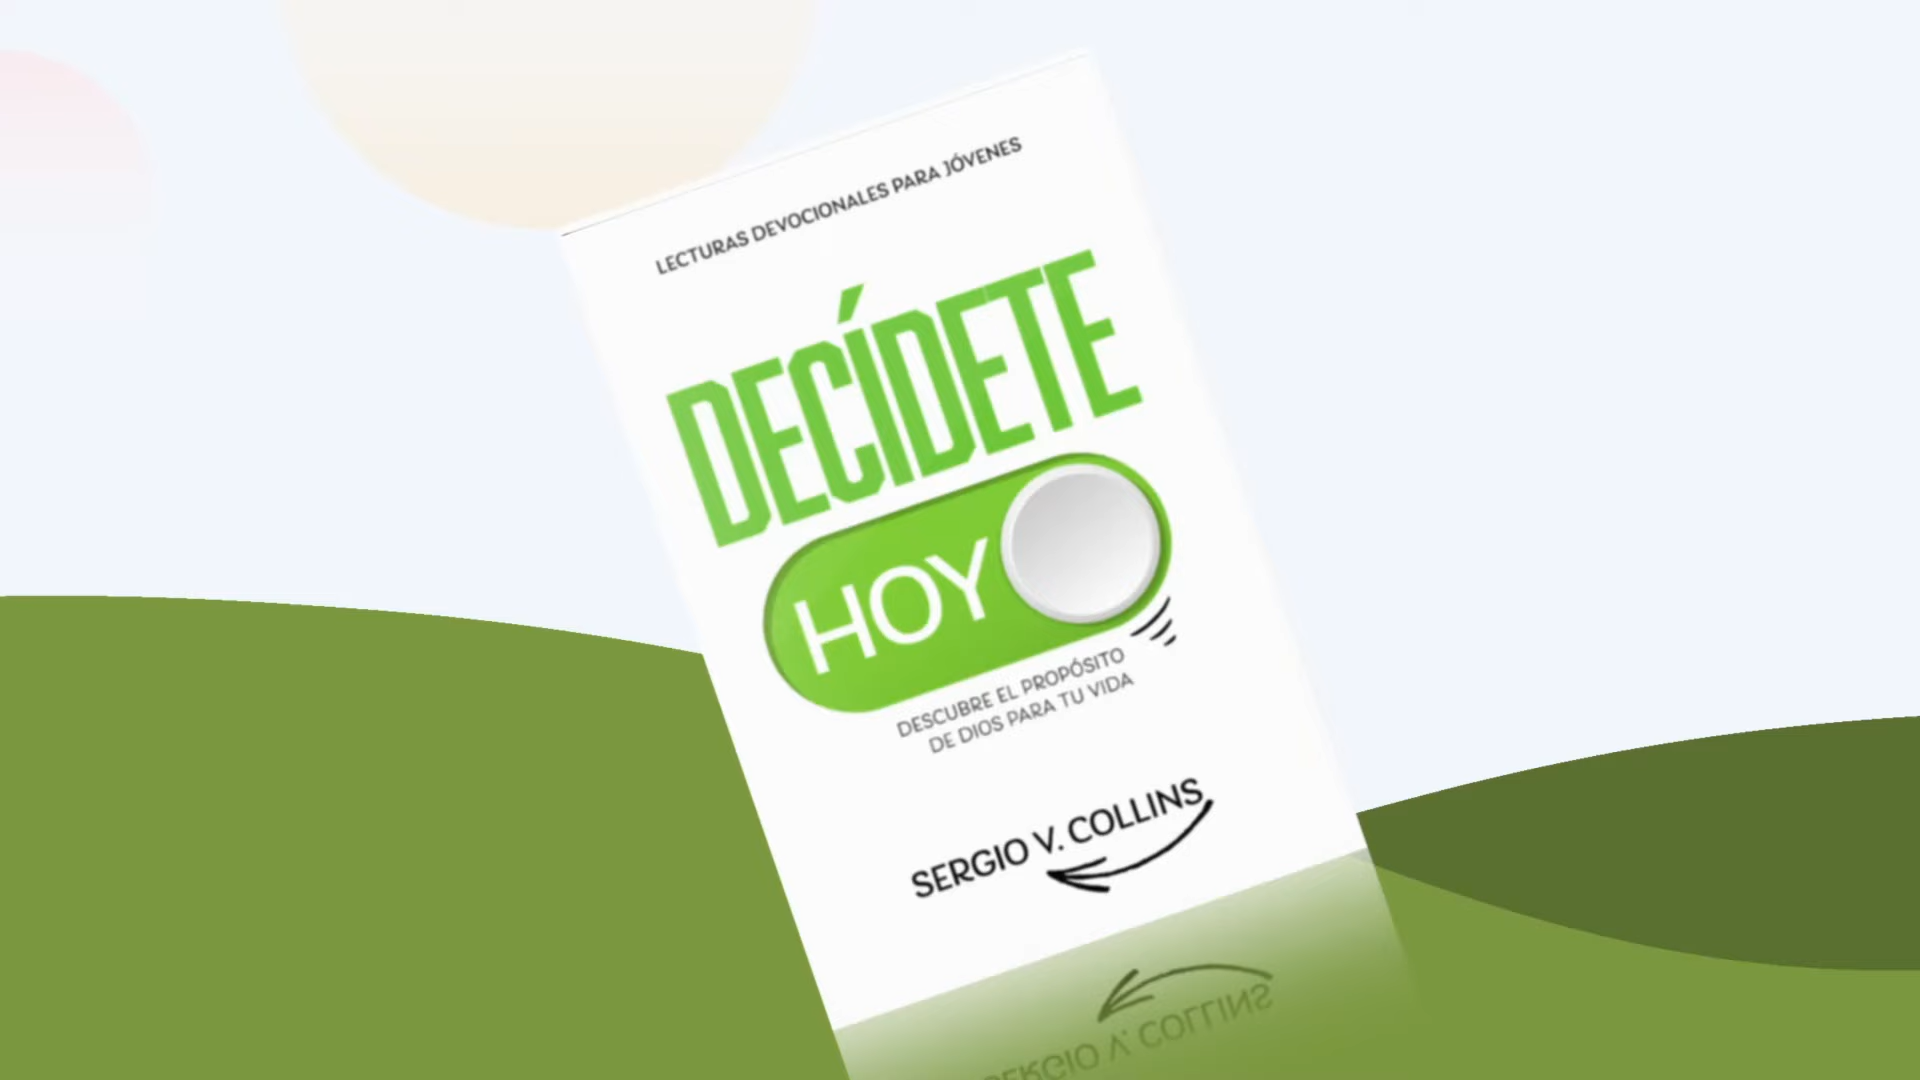 LECTURAS DEVOCIONALES PARA JÓVENES
DECÍDETE
HOY
DESCUBRE EL PROPÓSITO
DE DIOS PARA TU VIDA
SERGIO V. COLLINS